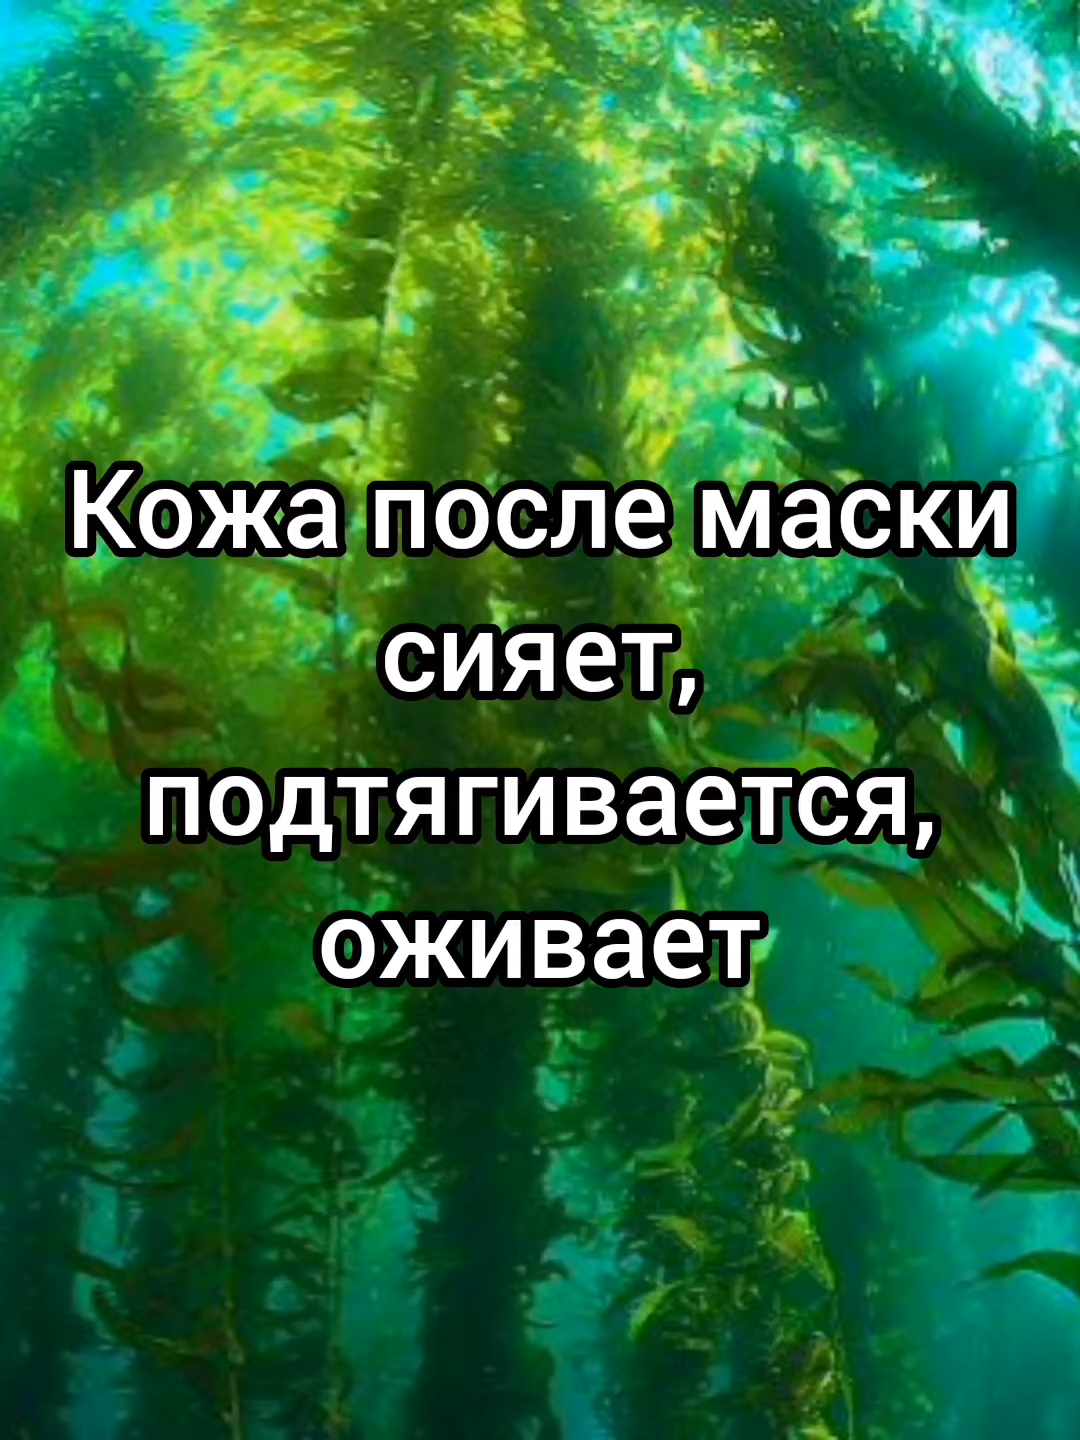 Кожа после маски
сияет,
подтягивается,
оживает